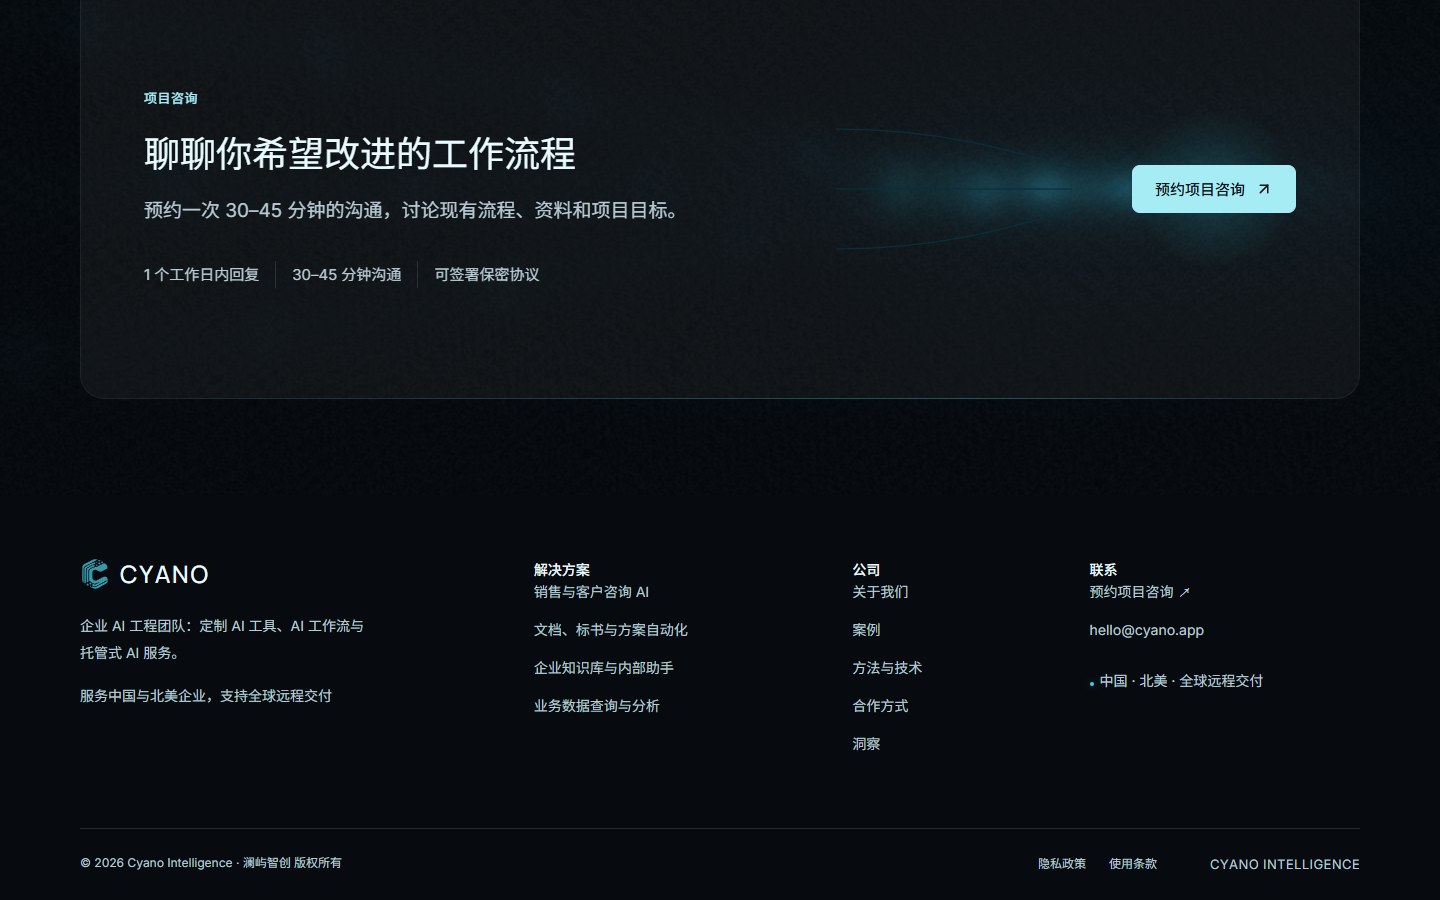 项目咨询
聊聊你希望改进的工作流程
预约一次 30–45 分钟的沟通，讨论现有流程、资料和项目目标。
1 个工作日内回复
30–45 分钟沟通
可签署保密协议
预约项目咨询
CYANO
企业 AI 工程团队：定制 AI 工具、AI 工作流与
托管式 AI 服务。
服务中国与北美企业，支持全球远程交付
解决方案
销售与客户咨询 AI
文档、标书与方案自动化
企业知识库与内部助手
业务数据查询与分析
公司
关于我们
案例
方法与技术
合作方式
洞察
联系
预约项目咨询 ↗
hello@cyano.app
中国 · 北美 · 全球远程交付
© 2026 Cyano Intelligence · 澜屿智创 版权所有
隐私政策
使用条款
CYANO INTELLIGENCE